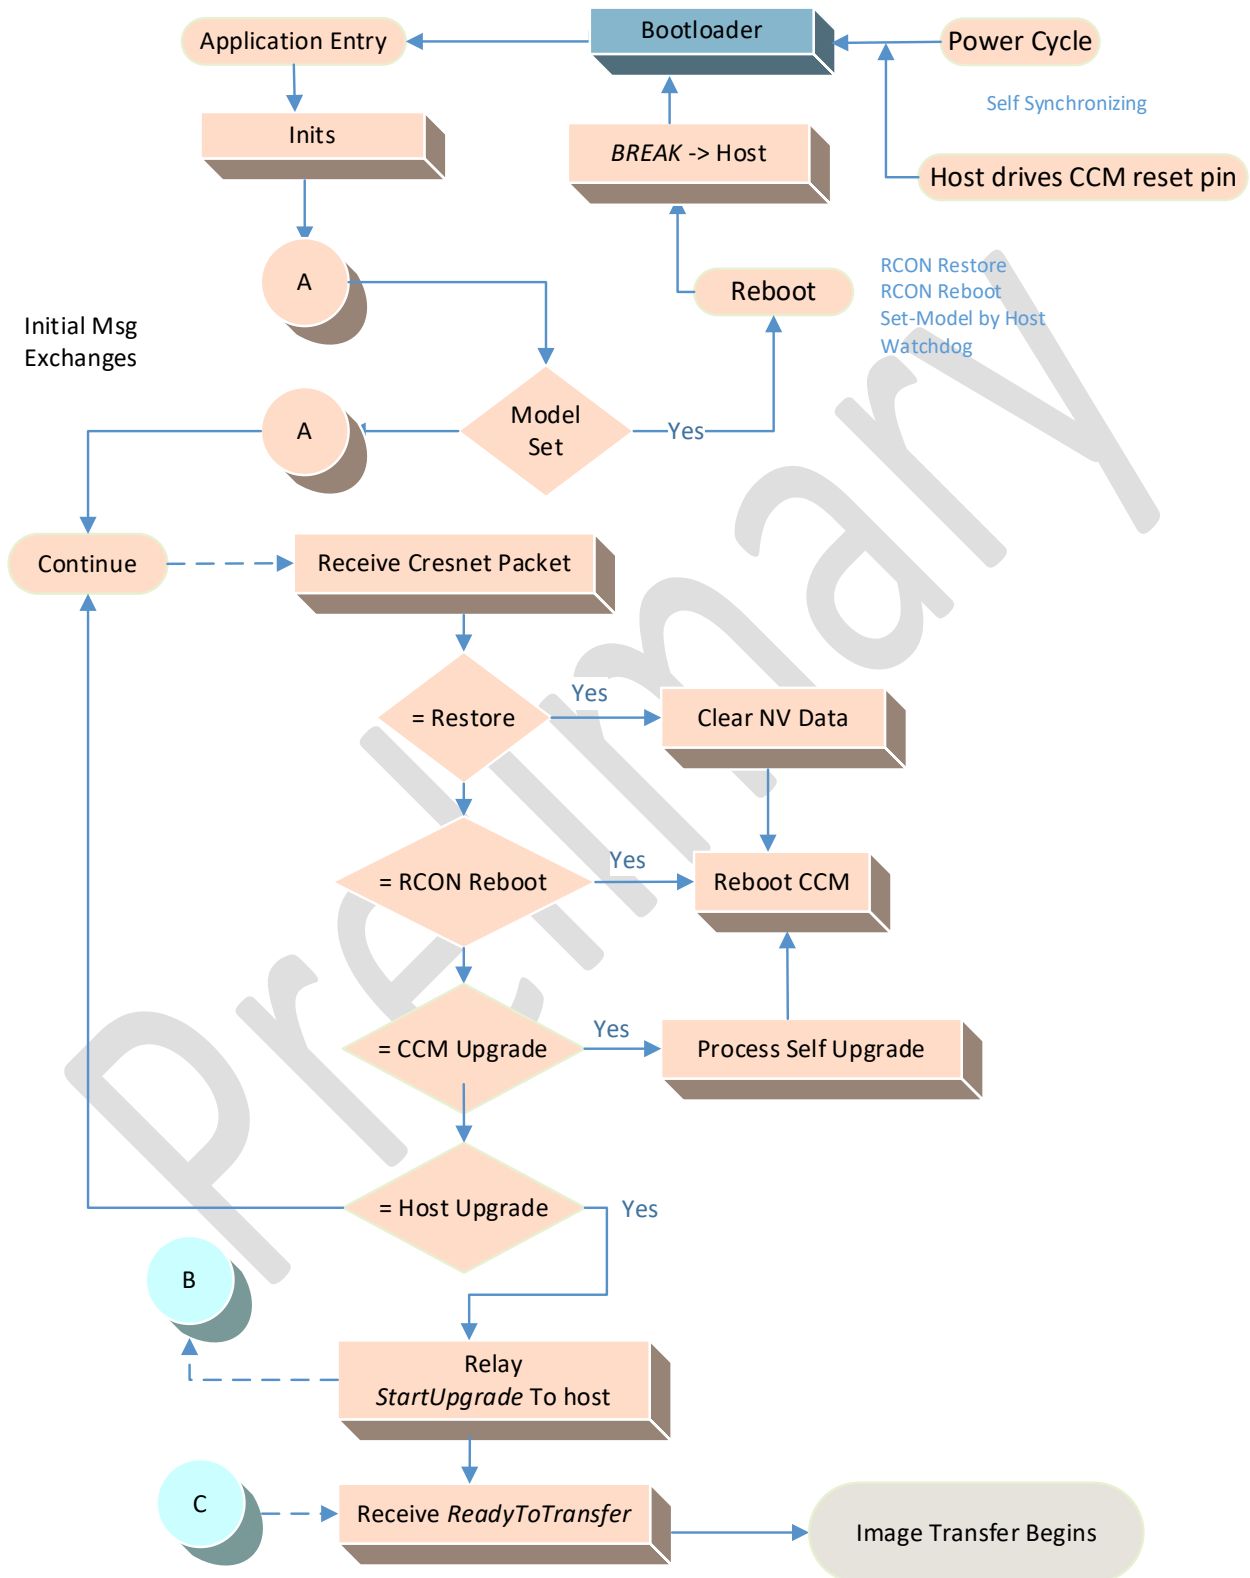 Bootloader
Application Entry
Power Cycle
Self Synchronizing
Inits
BREAK -> Host
Host drives CCM reset pin
A
Reboot
RCON Restore
RCON Reboot
Set-Model by Host
Watchdog
Initial Msg
Exchanges
A
Model
Set
Yes
Continue
Receive Cresnet Packet
= Restore
Yes
Clear NV Data
= RCON Reboot
Yes
Reboot CCM
= CCM Upgrade
Yes
Process Self Upgrade
= Host Upgrade
Yes
B
Relay
StartUpgrade To host
C
Receive ReadyToTransfer
Image Transfer Begins
Prelimary